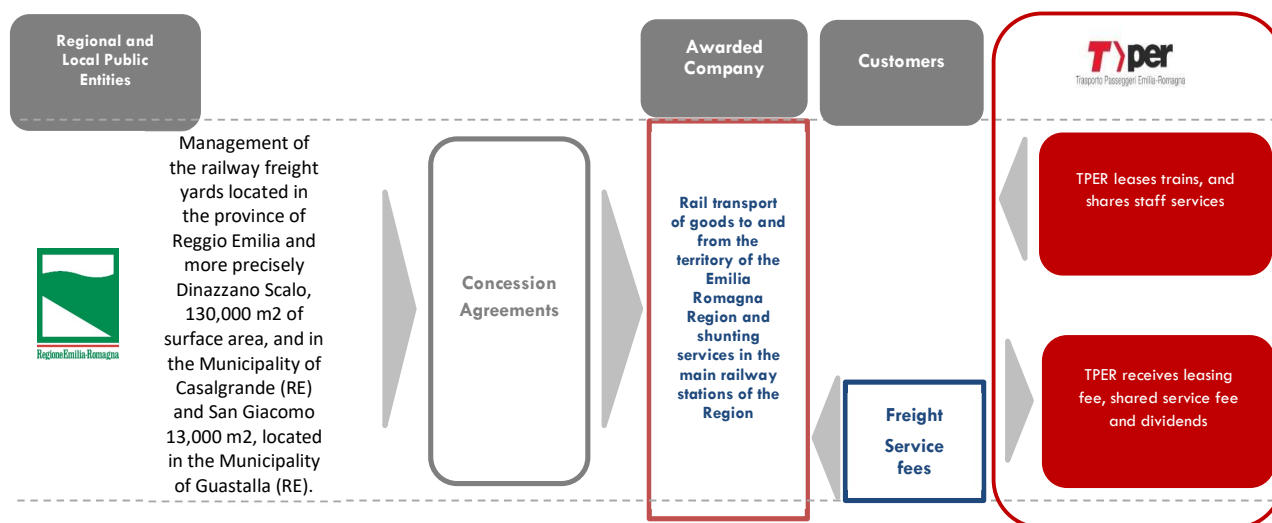 Regional and
Local Public
Entities
Awarded
Company
Customers
T>per
Trasporto Passeggeri Emilia-Romagna
RegioneEmilia-Romagna
Management of
the railway freight
yards located in
the province of
Reggio Emilia and
more precisely
Dinazzano Scalo,
130,000 m2 of
surface area, and in
the Municipality of
Casalgrande (RE)
and San Giacomo
13,000 m2, located
in the Municipality
of Guastalla (RE).
Concession
Agreements
Rail transport
of goods to and
from the
territory of the
Emilia
Romagna
Region and
shunting
services in the
main railway
stations of the
Region
Freight
Service
fees
TPER leases trains, and
shares staff services
TPER receives leasing
fee, shared service fee
and dividends